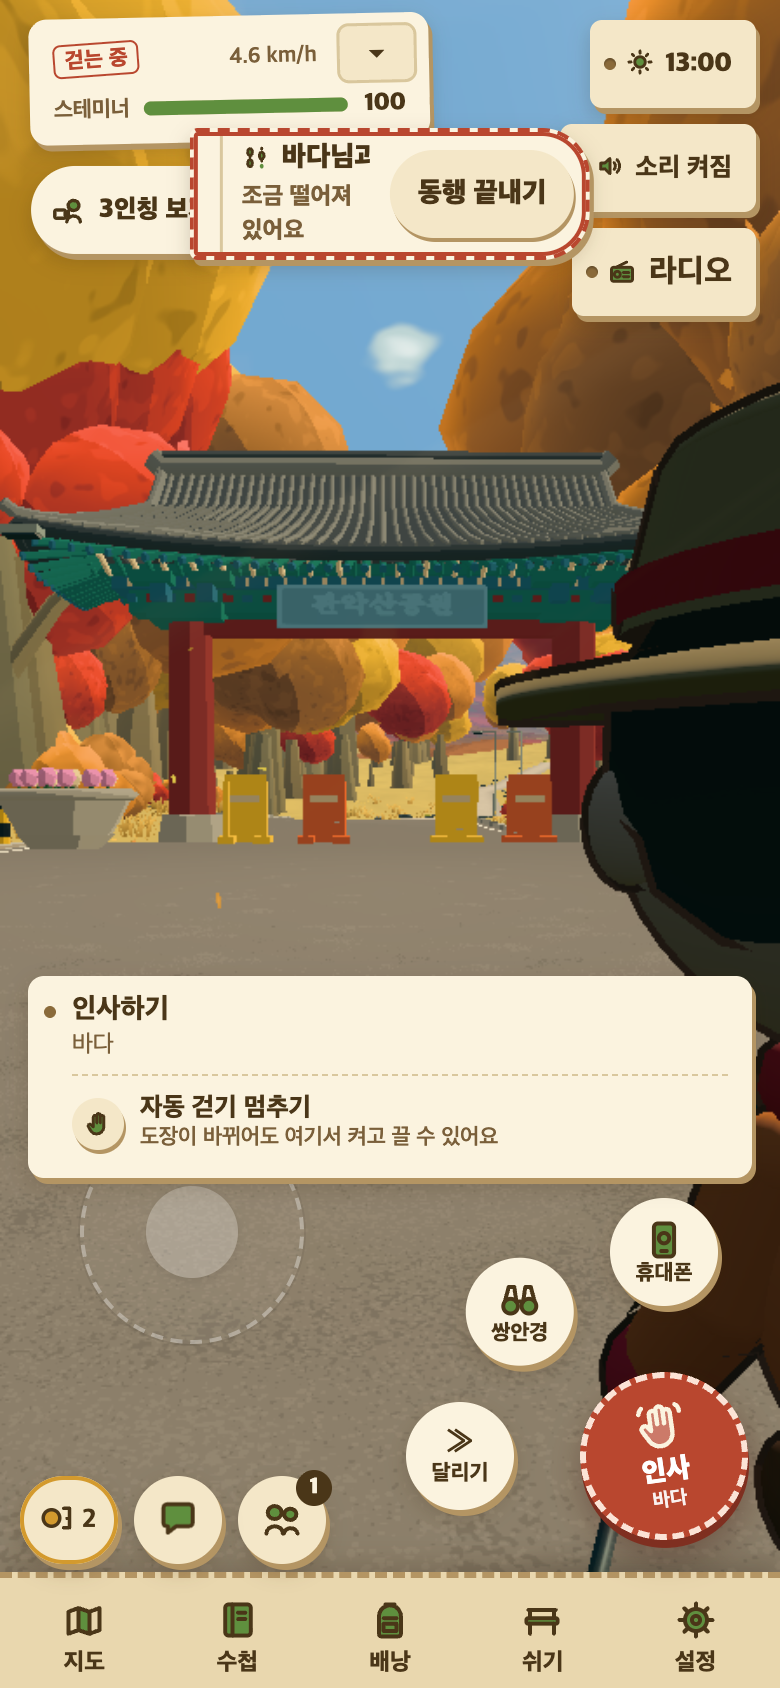 걷는 중
4.6 km/h
스테미너
100
13:00
바다님과
조금 떨어져
있어요
동행 끝내기
소리 켜짐
3인칭 보
라디오
관악산공원
인사하기
바다
자동 걷기 멈추기
도장이 바뀌어도 여기서 켜고 끌 수 있어요
휴대폰
쌍안경
달리기
인사
바다
2
1
지도
수첩
배낭
쉬기
설정